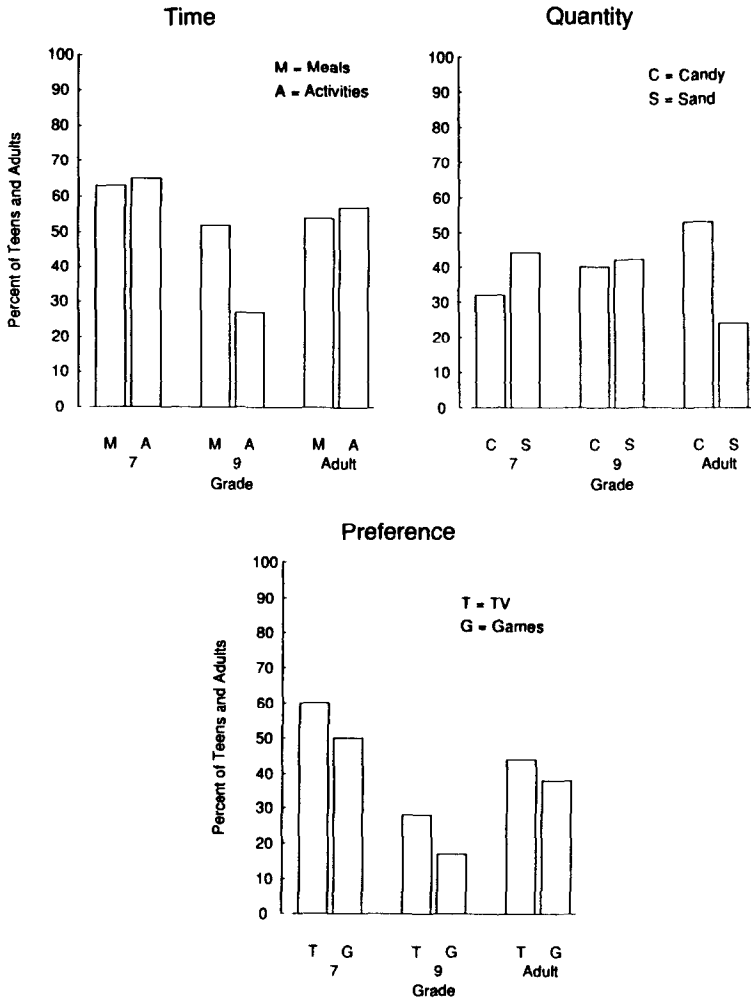 Time
Percent of Teens and Adults
100
90
80
70
60
50
40
30
20
10
0
M = Meals
A = Activities
M A M A M A
7 9 Adult
Grade
Quantity
100
90
80
70
60
50
40
30
20
10
0
C = Candy
S = Sand
C S C S C S
7 9 Adult
Grade
Preference
Percent of Teens and Adults
100
90
80
70
60
50
40
30
20
10
0
T = TV
G = Games
T G T G T G
7 9 Adult
Grade